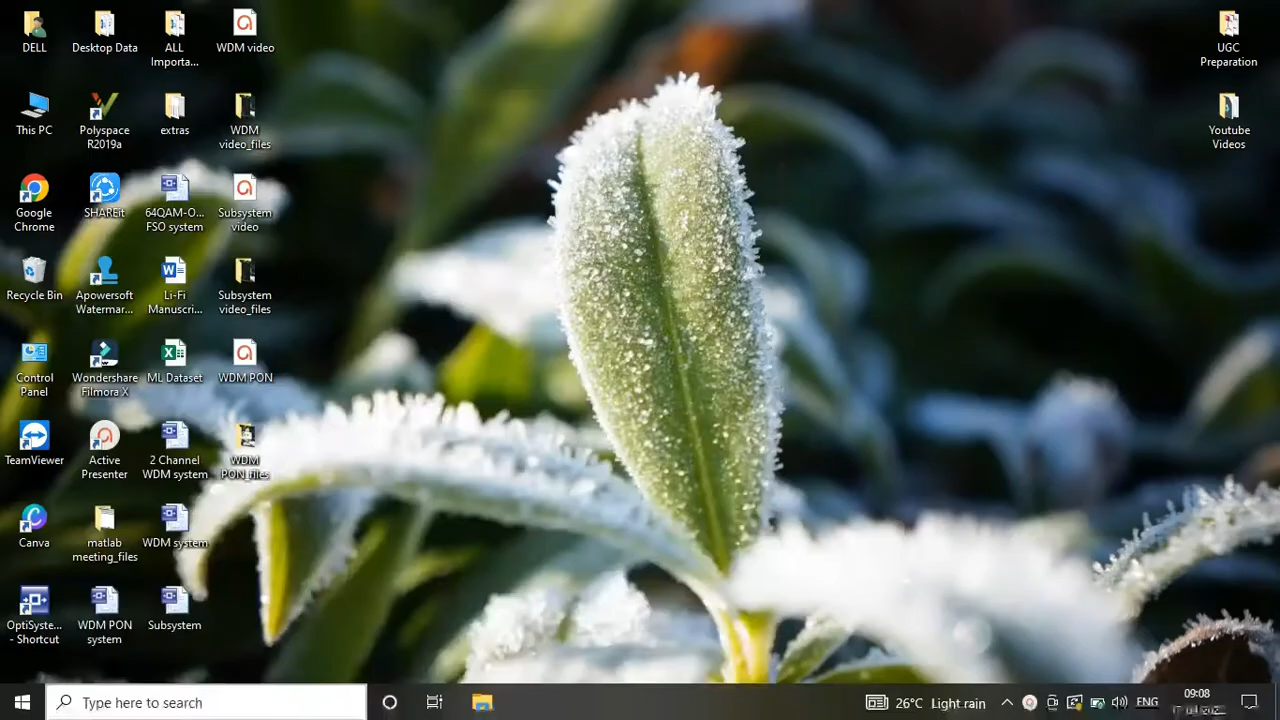 DELL
Desktop Data
ALL
Importa...
WDM video
This PC
Polyspace
R2019a
extras
WDM
video_files
Google
Chrome
SHAREit
64QAM-O...
FSO system
Subsystem
video
Recycle Bin
Apowersoft
Watermar...
Li-Fi
Manuscri...
Subsystem
video_files
Control
Panel
Wondershare
Filmora X
ML Dataset
WDM PON
TeamViewer
Active
Presenter
2 Channel
WDM system
WDM
PON_files
Canva
matlab
meeting_files
WDM system
OptiSyste...
- Shortcut
WDM PON
system
Subsystem
UGC
Preparation
Youtube
Videos
Type here to search
26°C Light rain
ENG
09:08